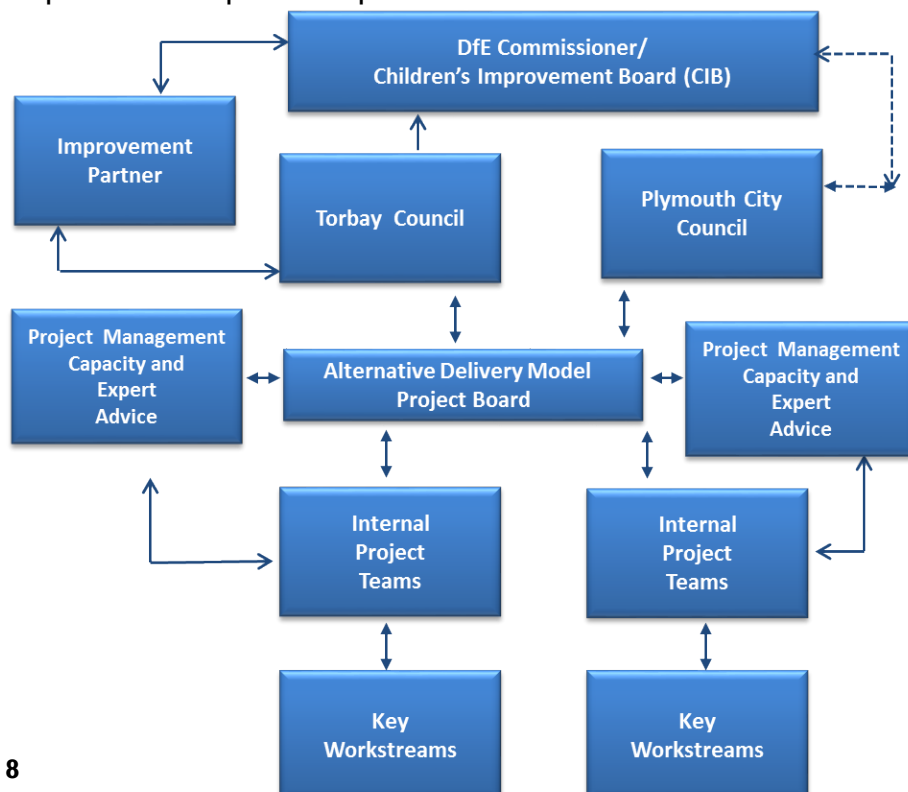 DfE Commissioner/
Children's Improvement Board (CIB)
Improvement
Partner
Torbay Council
Plymouth City
Council
Project Management
Capacity and
Expert
Advice
Alternative Delivery Model
Project Board
Project Management
Capacity and
Expert
Advice
Internal
Project
Teams
Internal
Project
Teams
Key
Workstreams
Key
Workstreams
8